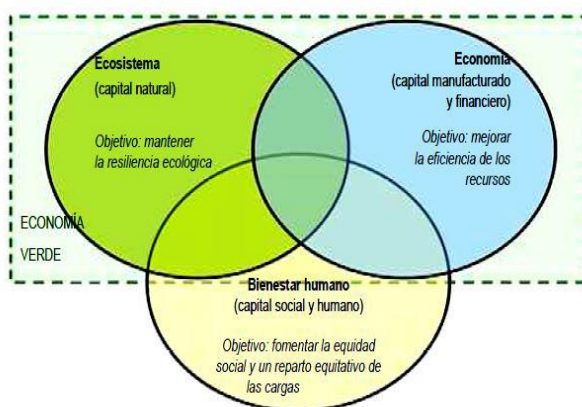 Ecosistema
(capital natural)
Objetivo: mantener
la resiliencia ecológica
Economía
(capital manufacturado
y financiero)
Objetivo: mejorar
la eficiencia de los
recursos
ECONOMÍA
VERDE
Bienestar humano
(capital social y humano)
Objetivo: fomentar la equidad
social y un reparto equitativo de
las cargas